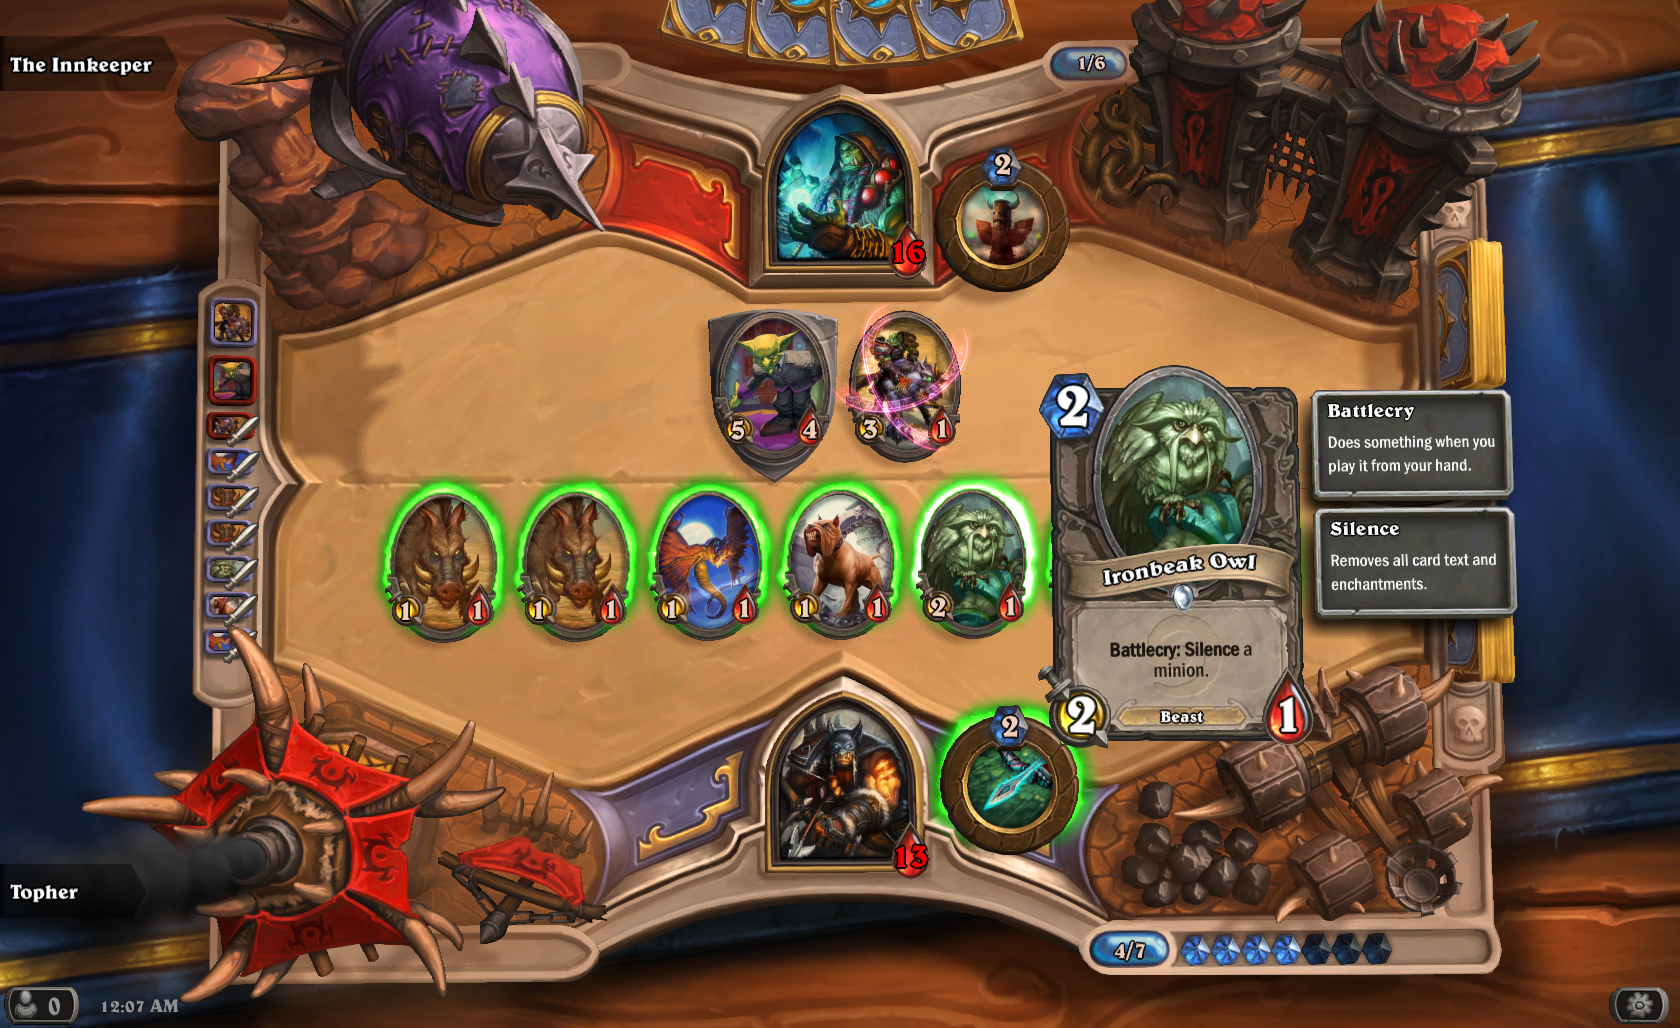 The Innkeeper
1/6
2
16
5
4
3
1
2
Ironbeak Owl
Battlecry: Silence a
minion.
Beast
2
1
Battlecry
Does something when you
play it from your hand.
Silence
Removes all card text and
enchantments.
1
1
1
1
1
1
1
1
2
1
2
13
Topher
4/7
0
12:07 AM